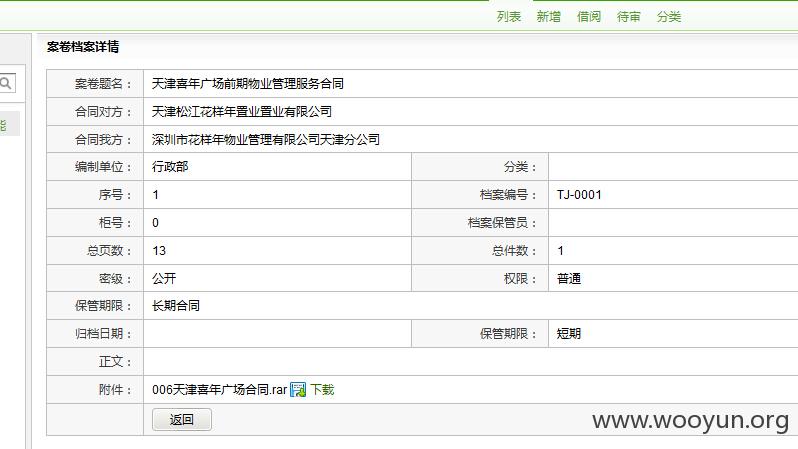 列表 新增 借阅 待审 分类
案卷档案详情
能
案卷题名： 天津喜年广场前期物业管理服务合同
合同对方： 天津松江花样年置业置业有限公司
合同我方： 深圳市花样年物业管理有限公司天津分公司
编制单位： 行政部 分类：
序号： 1 档案编号： TJ-0001
柜号： 0 档案保管员：
总页数： 13 总件数： 1
密级： 公开 权限： 普通
保管期限： 长期合同
归档日期： 保管期限： 短期
正文：
附件： 006天津喜年广场合同.rar 下载
返回
www.wooyun.org